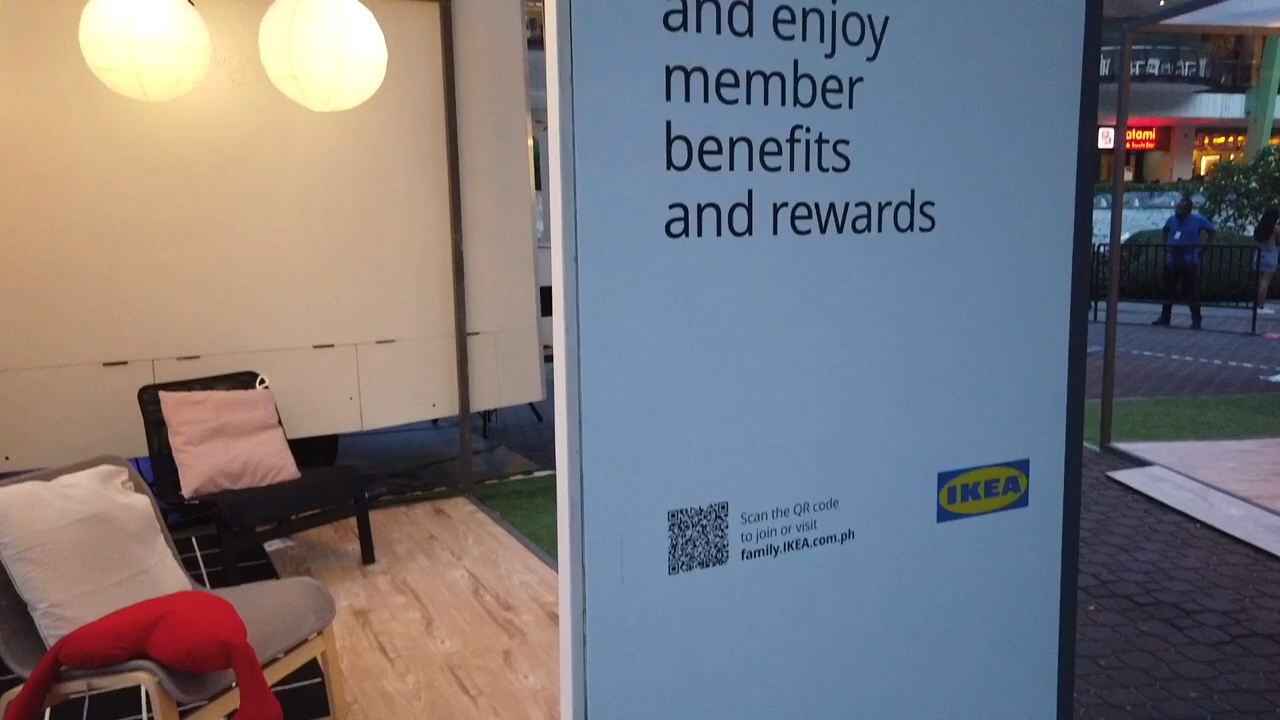 and enjoy
member
benefits
and rewards
Scan the QR code
to join or visit
family.IKEA.com.ph
IKEA